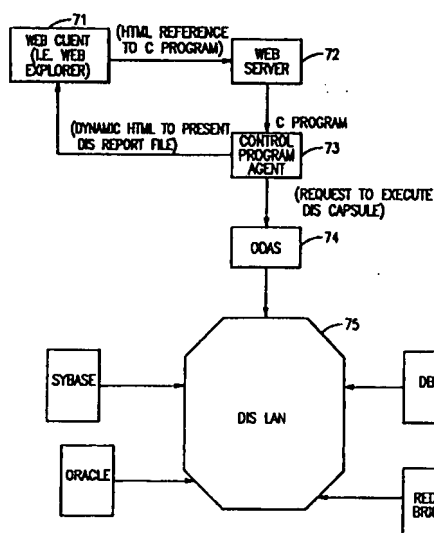 71
WEB CLIENT
(I.E. WEB
EXPLORER)
(HTML REFERENCE
TO C PROGRAM)
WEB
SERVER
72
C PROGRAM
(DYNAMIC HTML TO PRESENT
DIS REPORT FILE)
CONTROL
PROGRAM
AGENT
73
(REQUEST TO EXECUTE
DIS CAPSULE)
ODAS
74
75
SYBASE
DIS LAN
ORACLE
RED